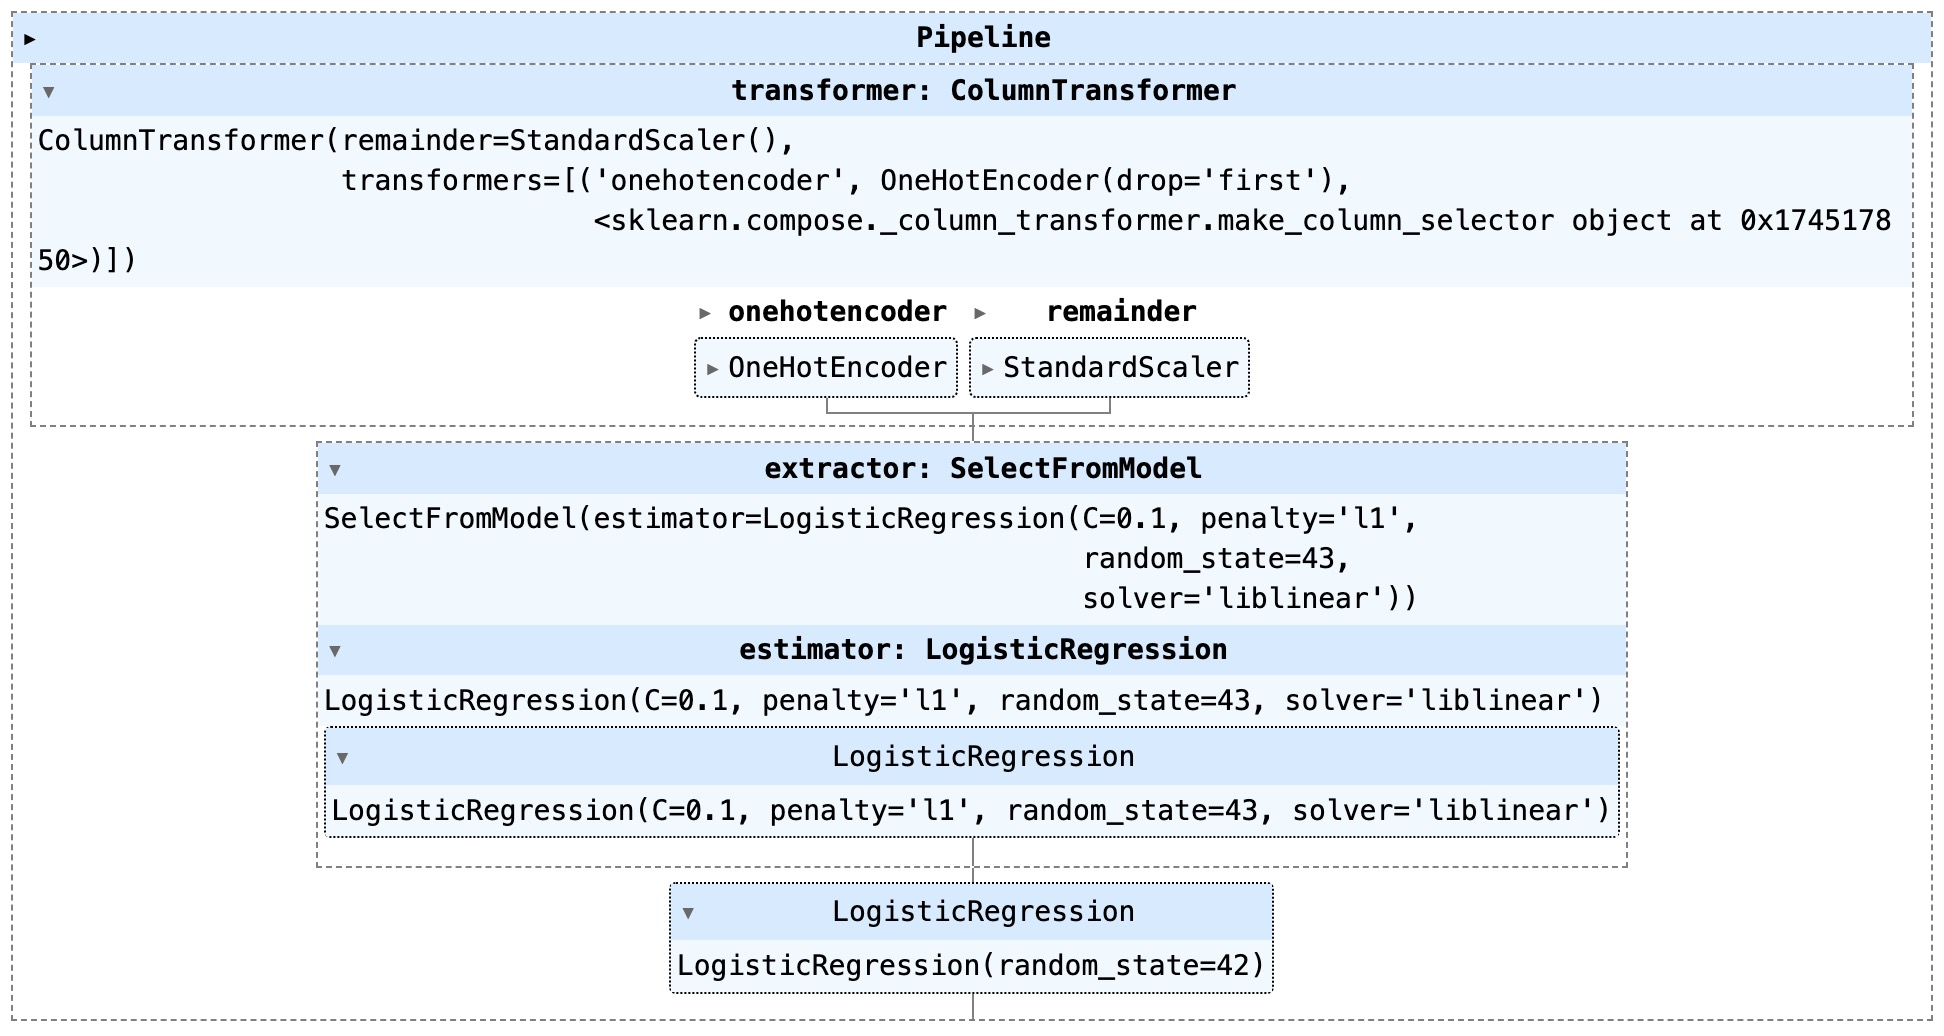 Pipeline
transformer: ColumnTransformer
ColumnTransformer(remainder=StandardScaler(),
transformers=[('onehotencoder', OneHotEncoder(drop='first'),
<sklearn.compose._column_transformer.make_column_selector object at 0x1745178
50>)])
onehotencoder remainder
OneHotEncoder StandardScaler
extractor: SelectFromModel
SelectFromModel(estimator=LogisticRegression(C=0.1, penalty='l1',
random_state=43,
solver='liblinear'))
estimator: LogisticRegression
LogisticRegression(C=0.1, penalty='l1', random_state=43, solver='liblinear')
LogisticRegression
LogisticRegression(C=0.1, penalty='l1', random_state=43, solver='liblinear')
LogisticRegression
LogisticRegression(random_state=42)